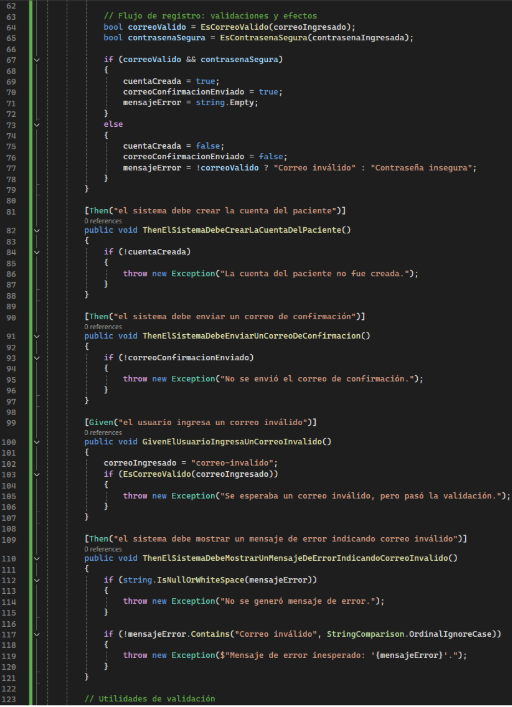 62
63 // Flujo de registro: validaciones y efectos
64 bool correoValido = EsCorreoValido(correoIngresado);
65 bool contrasenaSegura = EsContrasenaSegura(contrasenaIngresada);
66
67 if (correoValido && contrasenaSegura)
68 {
69 cuentaCreada = true;
70 correoConfirmacionEnviado = true;
71 mensajeError = string.Empty;
72 }
73 else
74 {
75 cuentaCreada = false;
76 correoConfirmacionEnviado = false;
77 mensajeError = !correoValido ? "Correo inválido" : "Contraseña insegura";
78 }
79 }
80
81 [Then("el sistema debe crear la cuenta del paciente")]
0 references
82 public void ThenElSistemaDebeCrearLaCuentaDelPaciente()
83 {
84 if (!cuentaCreada)
85 {
86 throw new Exception("La cuenta del paciente no fue creada.");
87 }
88 }
89
90 [Then("el sistema debe enviar un correo de confirmación")]
0 references
91 public void ThenElSistemaDebeEnviarUnCorreoDeConfirmacion()
92 {
93 if (!correoConfirmacionEnviado)
94 {
95 throw new Exception("No se envió el correo de confirmación.");
96 }
97 }
98
99 [Given("el usuario ingresa un correo inválido")]
0 references
100 public void GivenElUsuarioIngresaUnCorreoInvalido()
101 {
102 correoIngresado = "correo-invalido";
103 if (EsCorreoValido(correoIngresado))
104 {
105 throw new Exception("Se esperaba un correo inválido, pero pasó la validación.");
106 }
107 }
108
109 [Then("el sistema debe mostrar un mensaje de error indicando correo inválido")]
0 references
110 public void ThenElSistemaDebeMostrarUnMensajeDeErrorIndicandoCorreoInvalido()
111 {
112 if (string.IsNullOrWhiteSpace(mensajeError))
113 {
114 throw new Exception("No se generó mensaje de error.");
115 }
116
117 if (!mensajeError.Contains("Correo inválido", StringComparison.OrdinalIgnoreCase))
118 {
119 throw new Exception($"Mensaje de error inesperado: '{mensajeError}'.");
120 }
121 }
122
123 // Utilidades de validación